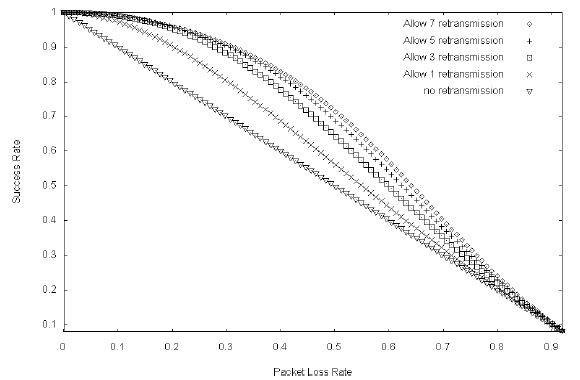 Allow 7 retransmission
Allow 5 retransmission
Allow 3 retransmission
Allow 1 retransmission
no retransmission
1
0.9
0.8
0.7
0.6
0.5
0.4
0.3
0.2
0.1
Success Rate
0 0.1 0.2 0.3 0.4 0.5 0.6 0.7 0.8 0.9
Packet Loss Rate